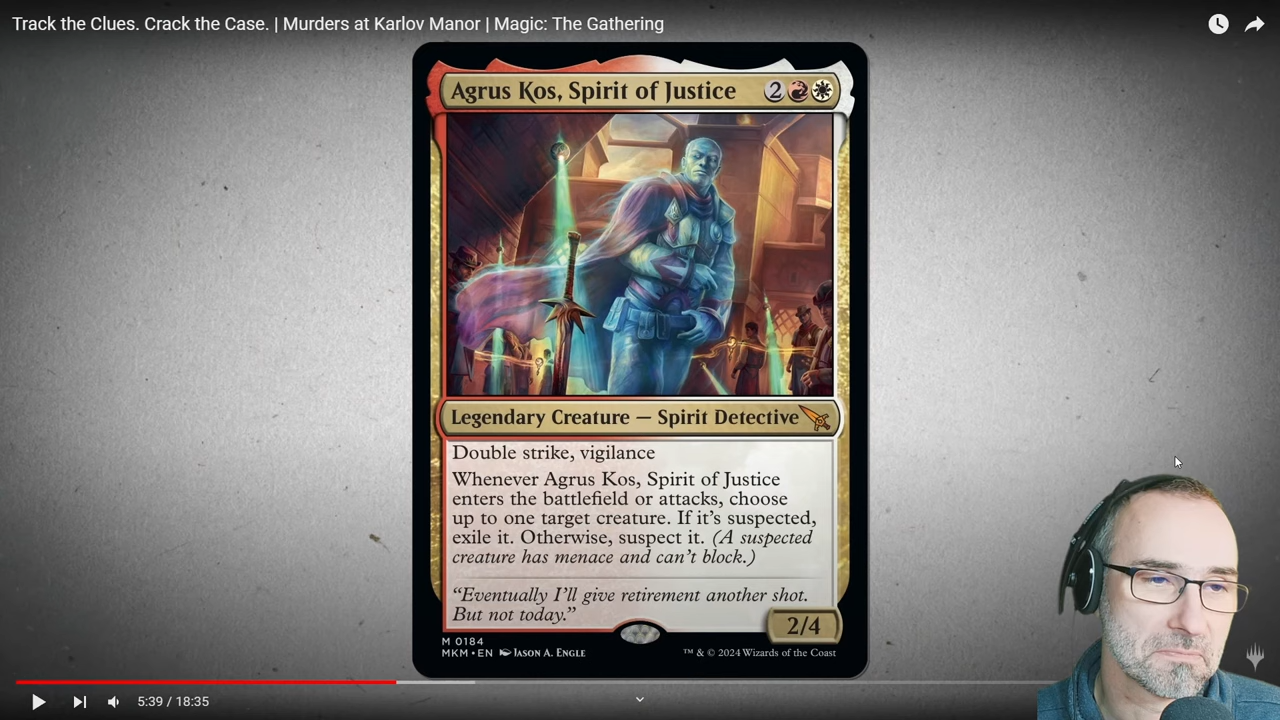 Track the Clues. Crack the Case. | Murders at Karlov Manor | Magic: The Gathering
Agrus Kos, Spirit of Justice 2
Legendary Creature — Spirit Detective
Double strike, vigilance
Whenever Agrus Kos, Spirit of Justice
enters the battlefield or attacks, choose
up to one target creature. If it's suspected,
exile it. Otherwise, suspect it. (A suspected
creature has menace and can't block.)
“Eventually I'll give retirement another shot.
But not today.”
2/4
M 0184
MKM • EN JASON A. ENGLE
™ & © 2024 Wizards of the Coast
5:39 / 18:35